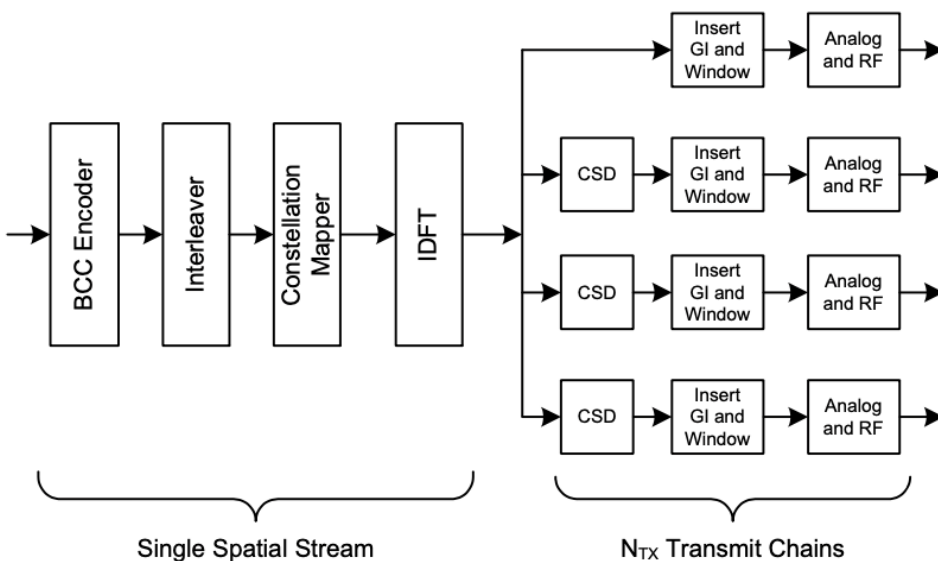 Insert
GI and
Window
Analog
and RF
BCC Encoder
Interleaver
Constellation
Mapper
IDFT
CSD
Insert
GI and
Window
Analog
and RF
CSD
Insert
GI and
Window
Analog
and RF
CSD
Insert
GI and
Window
Analog
and RF
Single Spatial Stream
NTX Transmit Chains